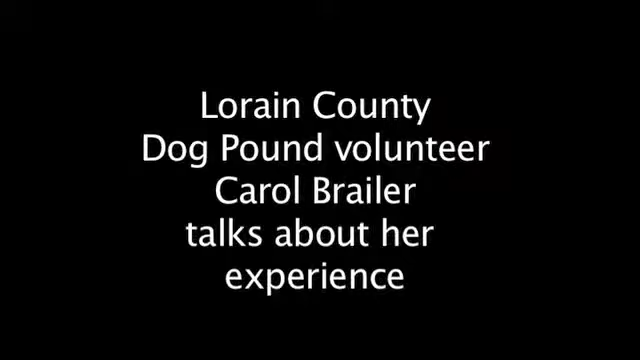 Lorain County
Dog Pound volunteer
Carol Brailer
talks about her
experience